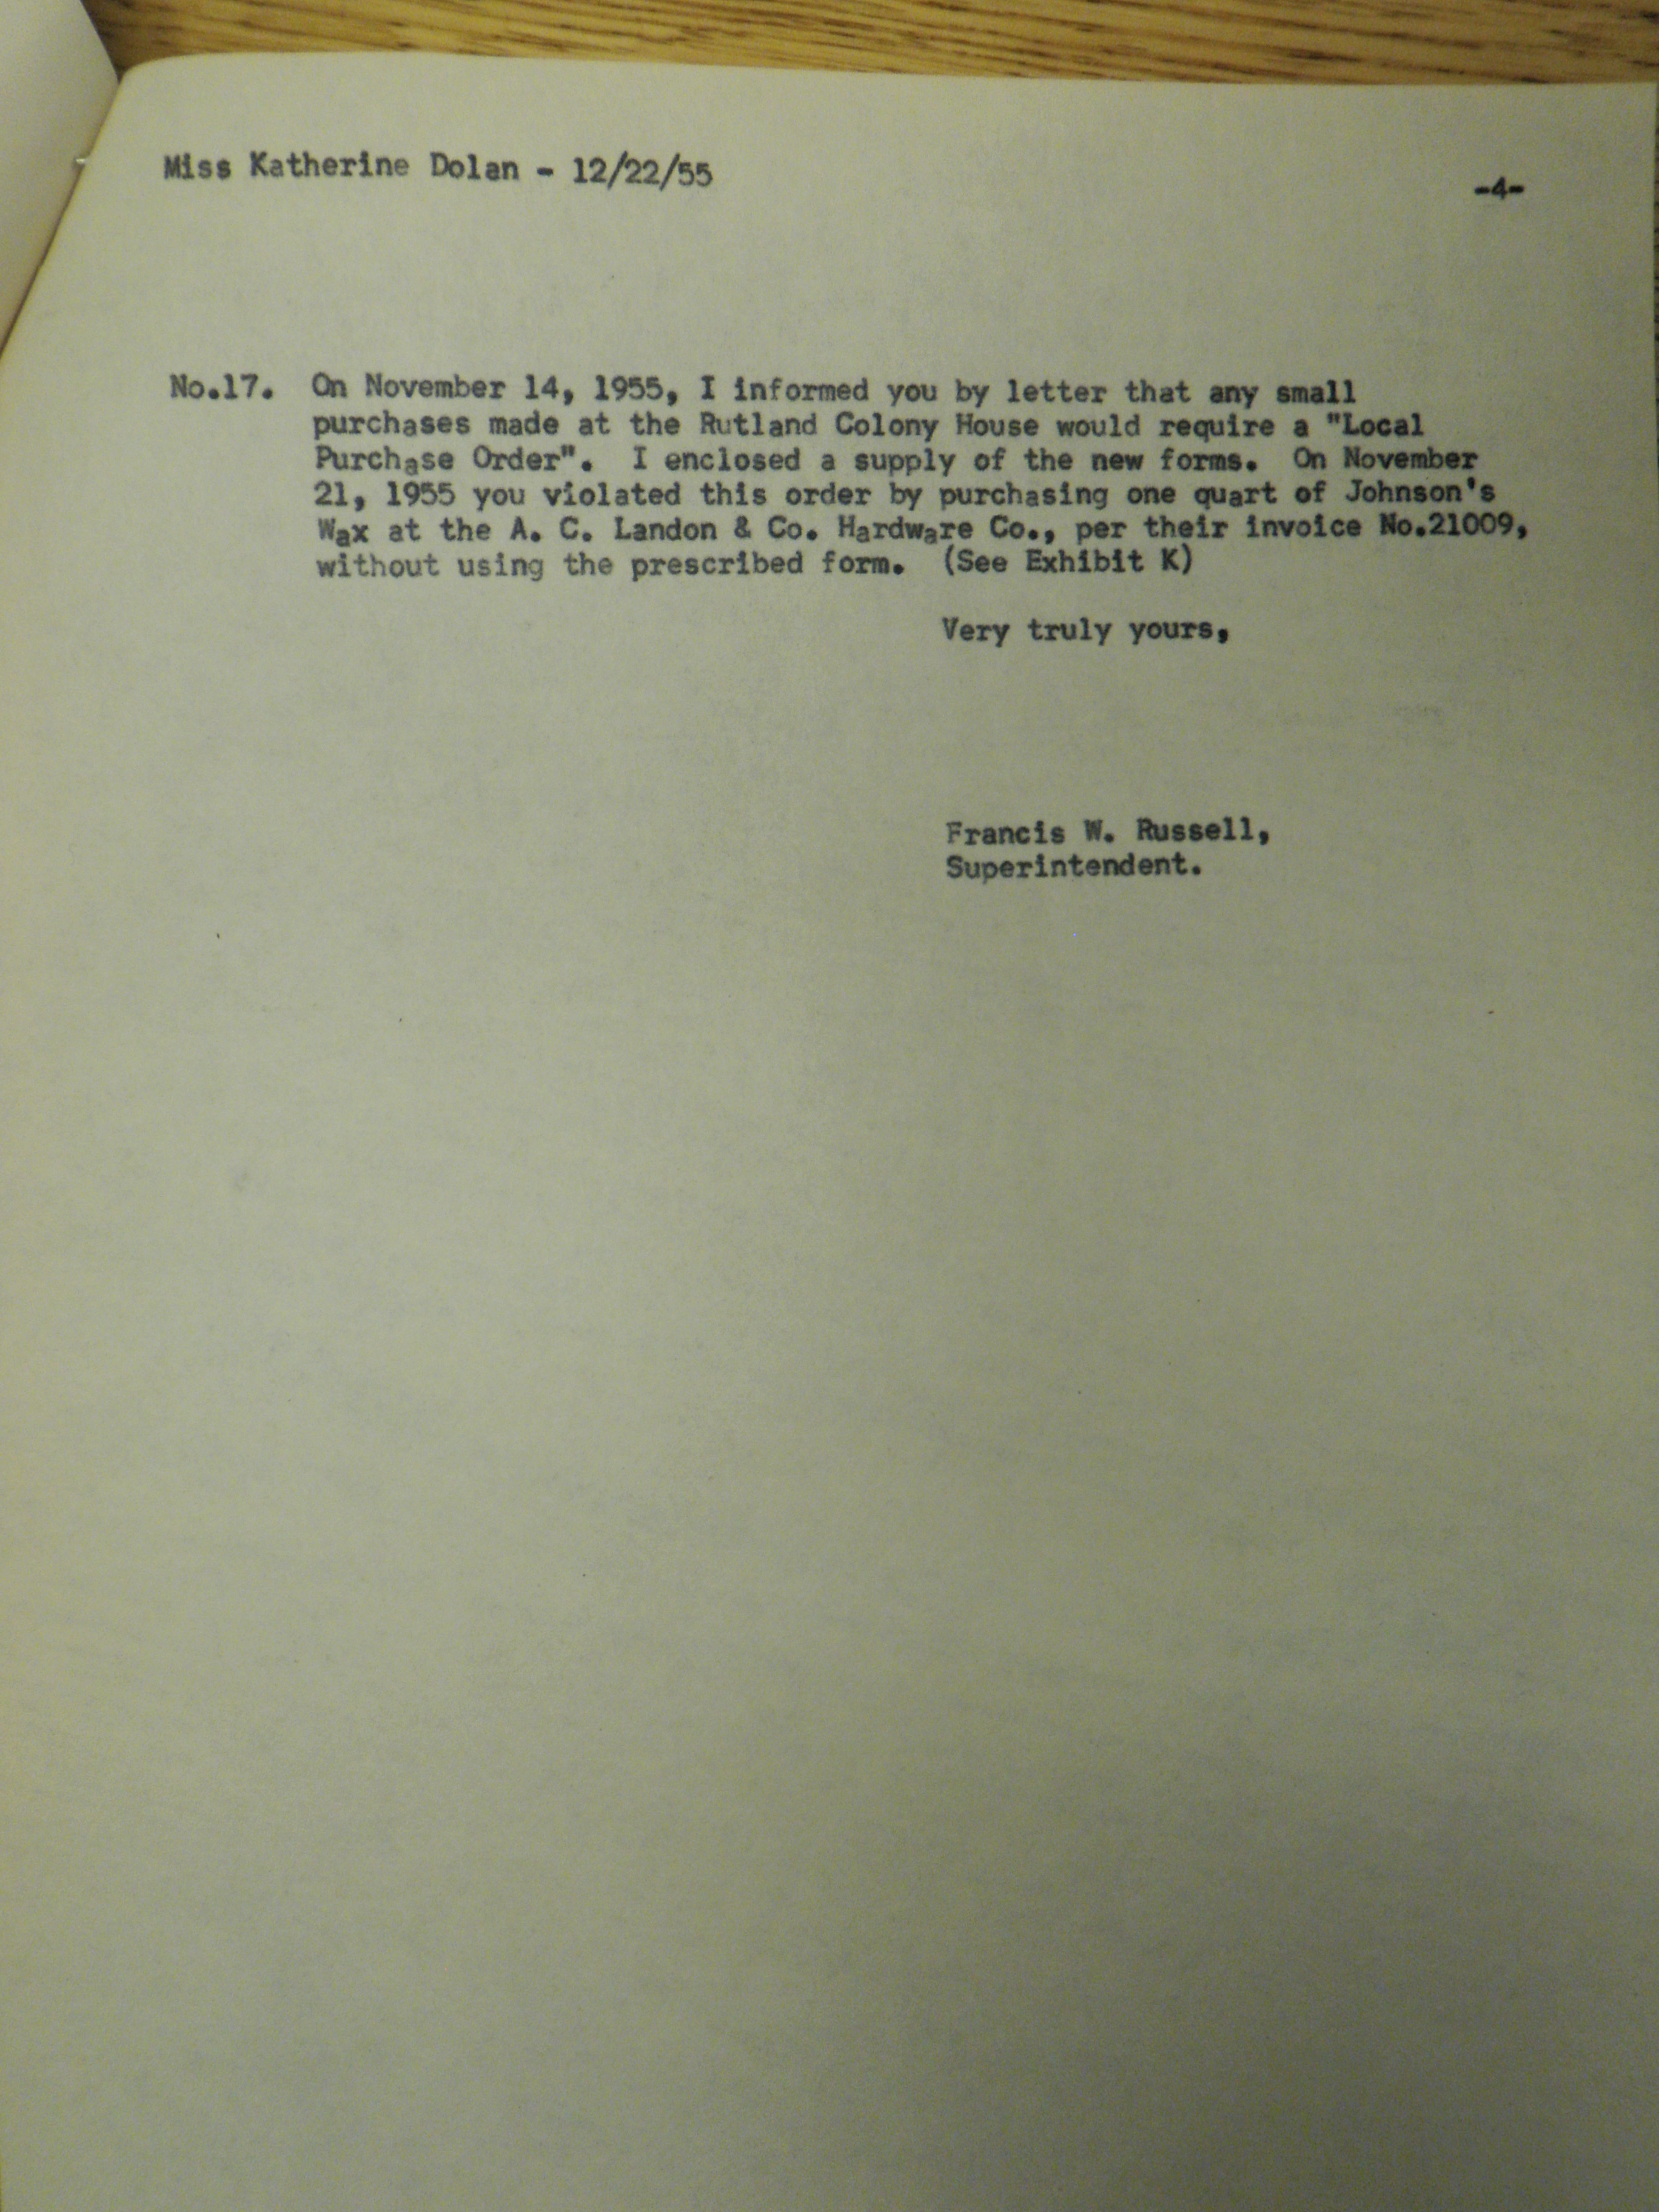 Miss Katherine Dolan - 12/22/55
-4-
No.17. On November 14, 1955, I informed you by letter that any small
purchases made at the Rutland Colony House would require a "Local
Purchase Order". I enclosed a supply of the new forms. On November
21, 1955 you violated this order by purchasing one quart of Johnson's
Wax at the A. C. Landon & Co. Hardware Co., per their invoice No.21009,
without using the prescribed form. (See Exhibit K)
Very truly yours,
Francis W. Russell,
Superintendent.